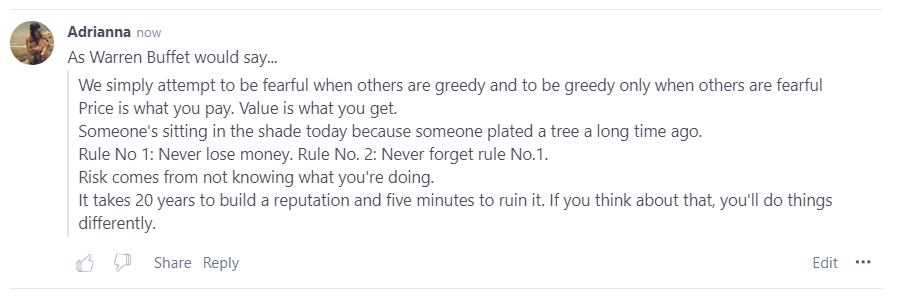 Adrianna now
As Warren Buffet would say...
We simply attempt to be fearful when others are greedy and to be greedy only when others are fearful
Price is what you pay. Value is what you get.
Someone's sitting in the shade today because someone plated a tree a long time ago.
Rule No 1: Never lose money. Rule No. 2: Never forget rule No.1.
Risk comes from not knowing what you're doing.
It takes 20 years to build a reputation and five minutes to ruin it. If you think about that, you'll do things
differently.
Share Reply Edit •••